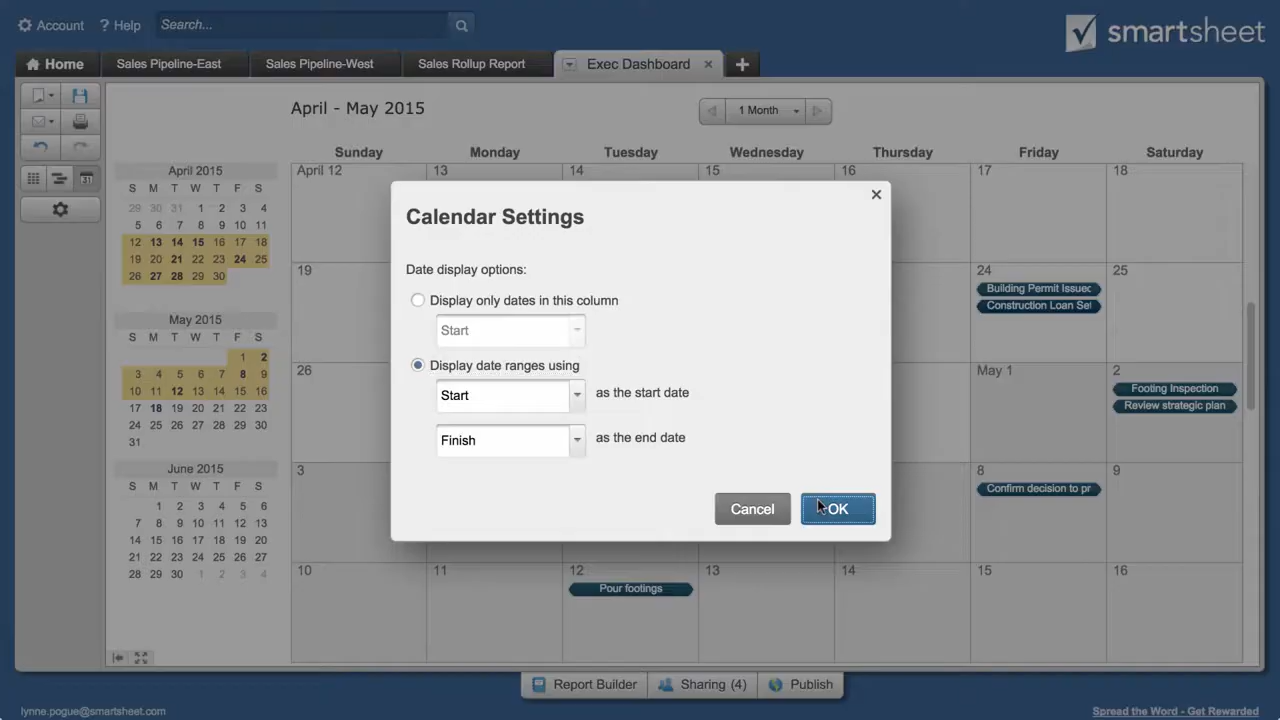 Account ? Help Search...
smartsheet
Home Sales Pipeline-East Sales Pipeline-West Sales Rollup Report Exec Dashboard × +
April - May 2015
1 Month
Sunday Monday Tuesday Wednesday Thursday Friday Saturday
April 2015
S M T W T F S
29 30 31 1 2 3 4
5 6 7 8 9 10 11
12 13 14 15 16 17 18
19 20 21 22 23 24 25
26 27 28 29 30
May 2015
S M T W T F S
1 2
3 4 5 6 7 8 9
10 11 12 13 14 15 16
17 18 19 20 21 22 23
24 25 26 27 28 29 30
31
June 2015
S M T W T F S
1 2 3 4 5 6
7 8 9 10 11 12 13
14 15 16 17 18 19 20
21 22 23 24 25 26 27
28 29 30 1 2 3 4
31
April 12 13 14 15 16 17 18
19 24 25
Building Permit Issued
Construction Loan Set
26 May 1 2
Footing Inspection
Review strategic plan
3 8 9
Confirm decision to pr
10 11 12 13 14 15 16
Pour footings
Calendar Settings
×
Date display options:
Display only dates in this column
Start
Display date ranges using
Start as the start date
Finish as the end date
Cancel OK
Report Builder Sharing (4) Publish
lynne.pogue@smartsheet.com
Spread the Word - Get Rewarded